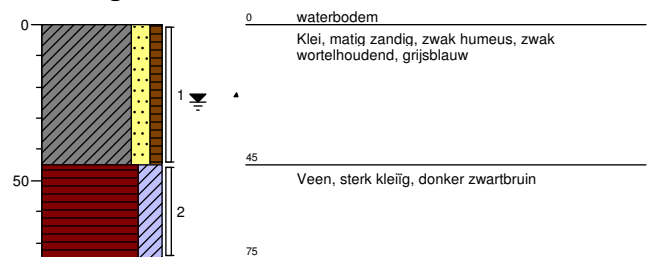 0 waterbodem
0
Klei, matig zandig, zwak humeus, zwak
wortelhoudend, grijsblauw
1
45
50
Veen, sterk kleiïg, donker zwartbruin
2
75